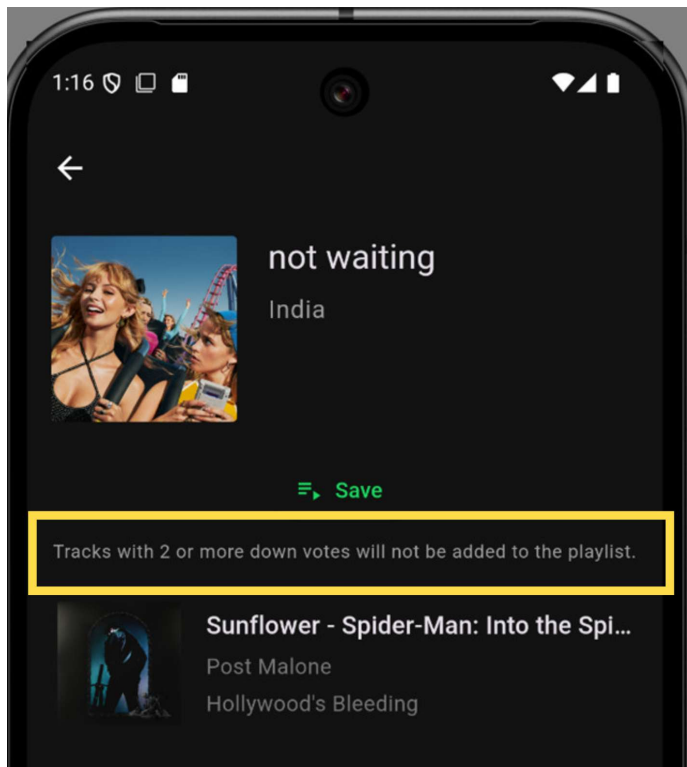 1:16
not waiting
India
Save
Tracks with 2 or more down votes will not be added to the playlist.
Sunflower - Spider-Man: Into the Spi...
Post Malone
Hollywood's Bleeding